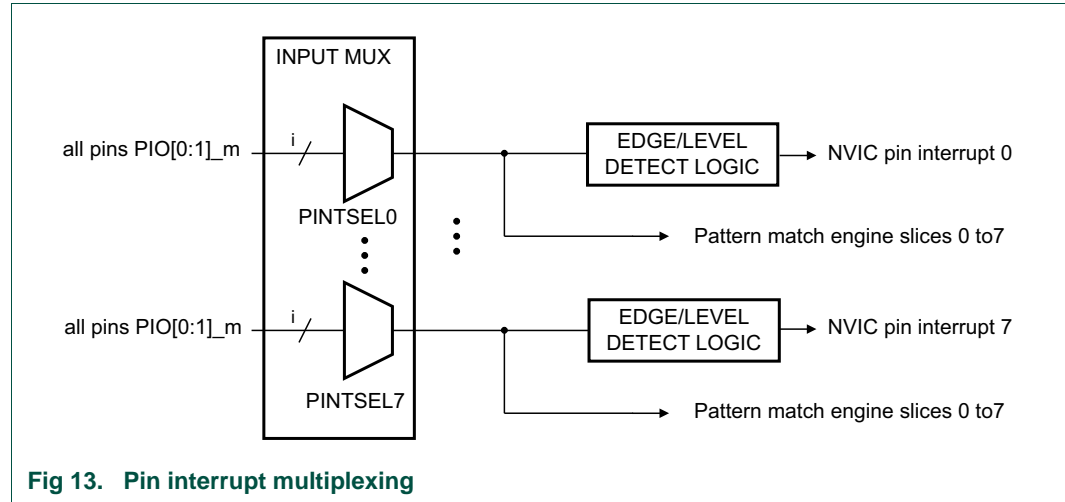 INPUT MUX
all pins PIO[0:1]_m
i
PINTSEL0
EDGE/LEVEL
DETECT LOGIC
NVIC pin interrupt 0
Pattern match engine slices 0 to7
all pins PIO[0:1]_m
i
PINTSEL7
EDGE/LEVEL
DETECT LOGIC
NVIC pin interrupt 7
Pattern match engine slices 0 to7
Fig 13. Pin interrupt multiplexing